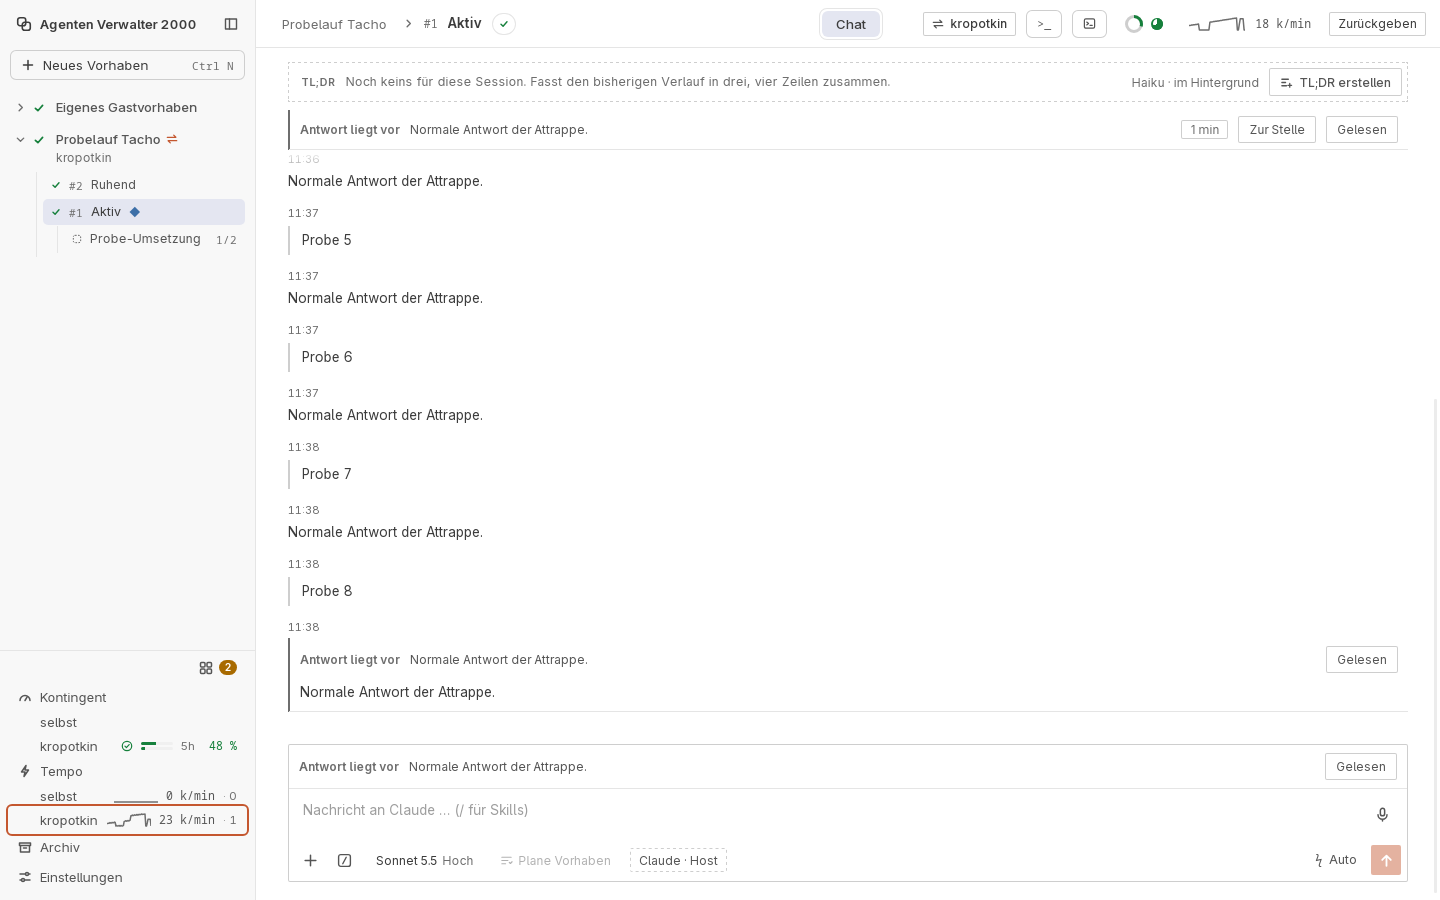 Agenten Verwalter 2000
Neues Vorhaben Ctrl N
Eigenes Gastvorhaben
Probelauf Tacho
kropotkin
#2 Ruhend
#1 Aktiv
Probe-Umsetzung 1/2
2
Kontingent
selbst
kropotkin 5h 48 %
Tempo
selbst 0 k/min · 0
kropotkin 23 k/min · 1
Archiv
Einstellungen
Probelauf Tacho > #1 Aktiv
Chat
kropotkin
>_
18 k/min
Zurückgeben
TL;DR Noch keins für diese Session. Fasst den bisherigen Verlauf in drei, vier Zeilen zusammen. Haiku · im Hintergrund TL;DR erstellen
Antwort liegt vor Normale Antwort der Attrappe. 1 min Zur Stelle Gelesen
11:36
Normale Antwort der Attrappe.
11:37
Probe 5
11:37
Normale Antwort der Attrappe.
11:37
Probe 6
11:37
Normale Antwort der Attrappe.
11:38
Probe 7
11:38
Normale Antwort der Attrappe.
11:38
Probe 8
11:38
Antwort liegt vor Normale Antwort der Attrappe. Gelesen
Normale Antwort der Attrappe.
Antwort liegt vor Normale Antwort der Attrappe. Gelesen
Nachricht an Claude … (/ für Skills)
Sonnet 5.5 Hoch Plane Vorhaben Claude · Host Auto